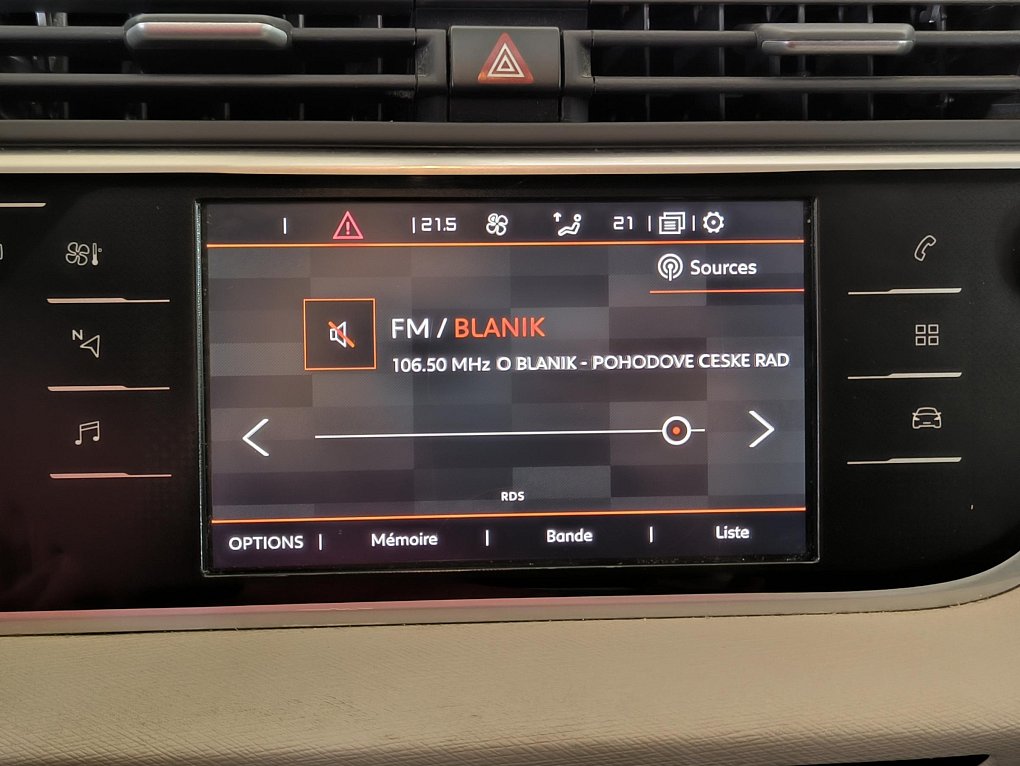 21.5 21
Sources
N
FM / BLANIK
106.50 MHz O BLANIK - POHODOVE CESKE RAD
RDS
OPTIONS | Mémoire | Bande | Liste